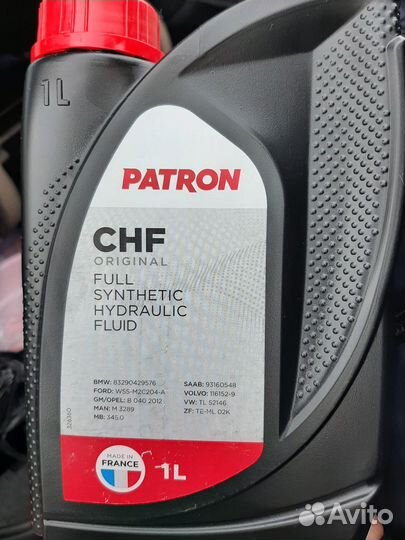 1L
PATRON
CHF
ORIGINAL
FULL
SYNTHETIC
HYDRAULIC
FLUID
BMW: 83290429576
FORD: WSS-M2C204-A
GM/OPEL: B 040 2012
MAN: M 3289
MB: 345.0
SAAB: 93160548
VOLVO: 116152-9
VW: TL 52146
ZF: TE-ML 02K
MADE IN
FRANCE
1L
Avito